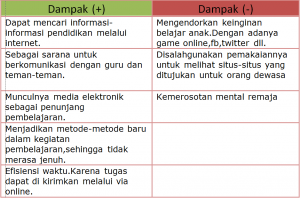 Dampak (+)
Dampak (-)
Dapat mencari informasi-
informasi pendidikan melalui
internet.
Mengendorkan keinginan
belajar anak.Dengan adanya
game online,fb,twitter dll.
Sebagai sarana untuk
berkomunikasi dengan guru dan
teman-teman.
Disalahgunakan pemakaiannya
untuk melihat situs-situs yang
ditujukan untuk orang dewasa
Munculnya media elektronik
sebagai penunjang
pembelajaran.
Kemerosotan mental remaja
Menjadikan metode-metode baru
dalam kegiatan
pembelajaran,sehingga tidak
merasa jenuh.
Efisiensi waktu.Karena tugas
dapat di kirimkan melalui via
online.